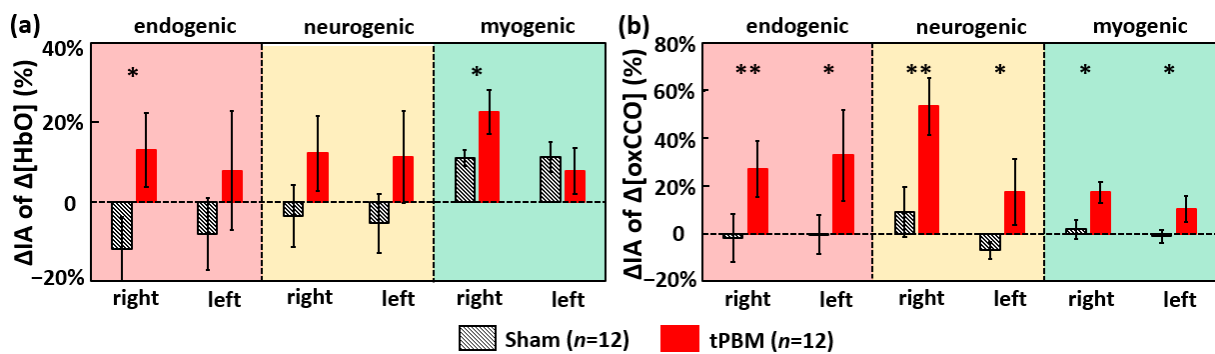 (a) endogenic neurogenic myogenic
ΔIA of Δ[HbO] (%)
40%
20%
0
−20%
* *
right left right left right left
(b) endogenic neurogenic myogenic
ΔIA of Δ[oxCCO] (%)
80%
60%
40%
20%
0
−20%
** * ** * * *
right left right left right left
Sham (n=12) tPBM (n=12)